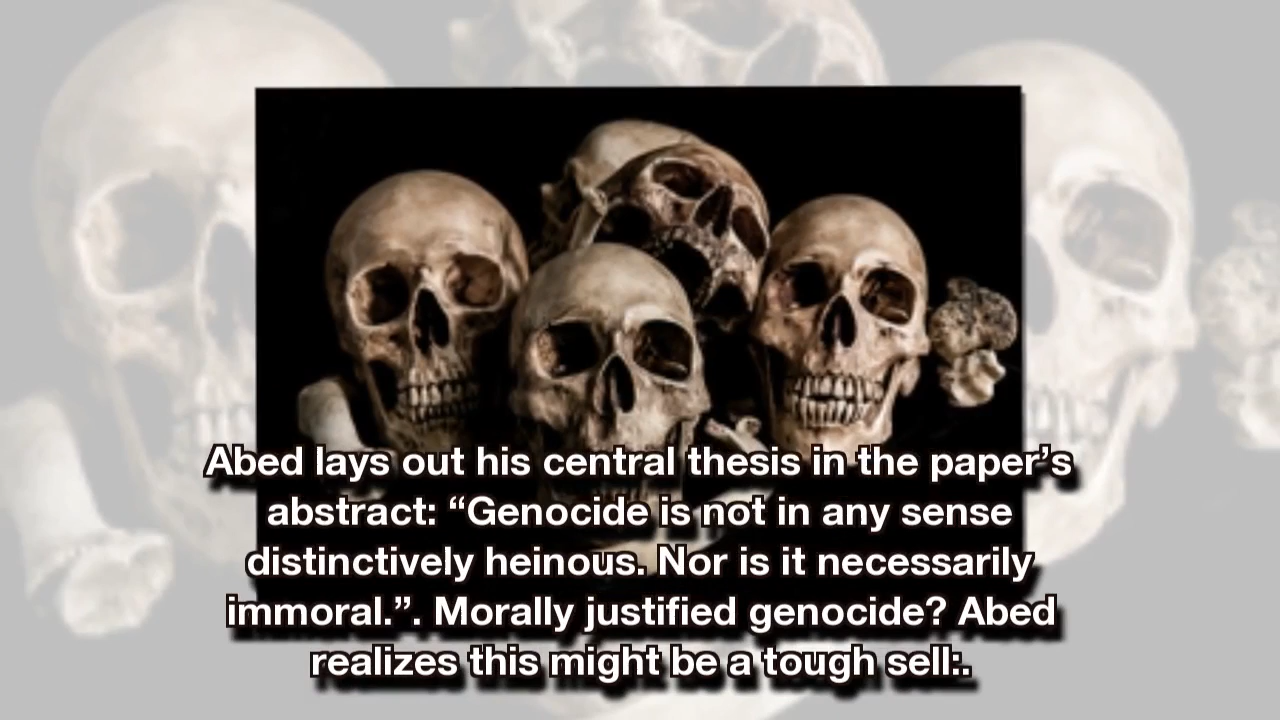 Abed lays out his central thesis in the paper’s
abstract: “Genocide is not in any sense
distinctively heinous. Nor is it necessarily
immoral.”. Morally justified genocide? Abed
realizes this might be a tough sell:.